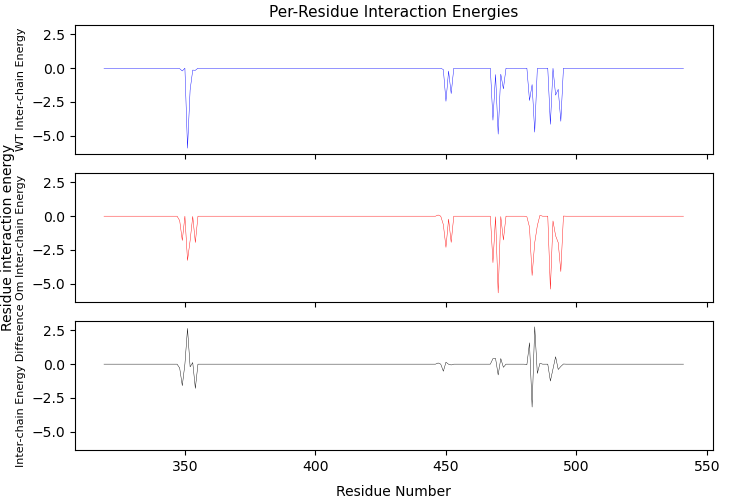 Per-Residue Interaction Energies
WT Inter-chain Energy
2.5
0.0
−2.5
−5.0
Residue interaction energy
Om Inter-chain Energy
2.5
0.0
−2.5
−5.0
Inter-chain Energy Difference
2.5
0.0
−2.5
−5.0
350
400
450
500
550
Residue Number